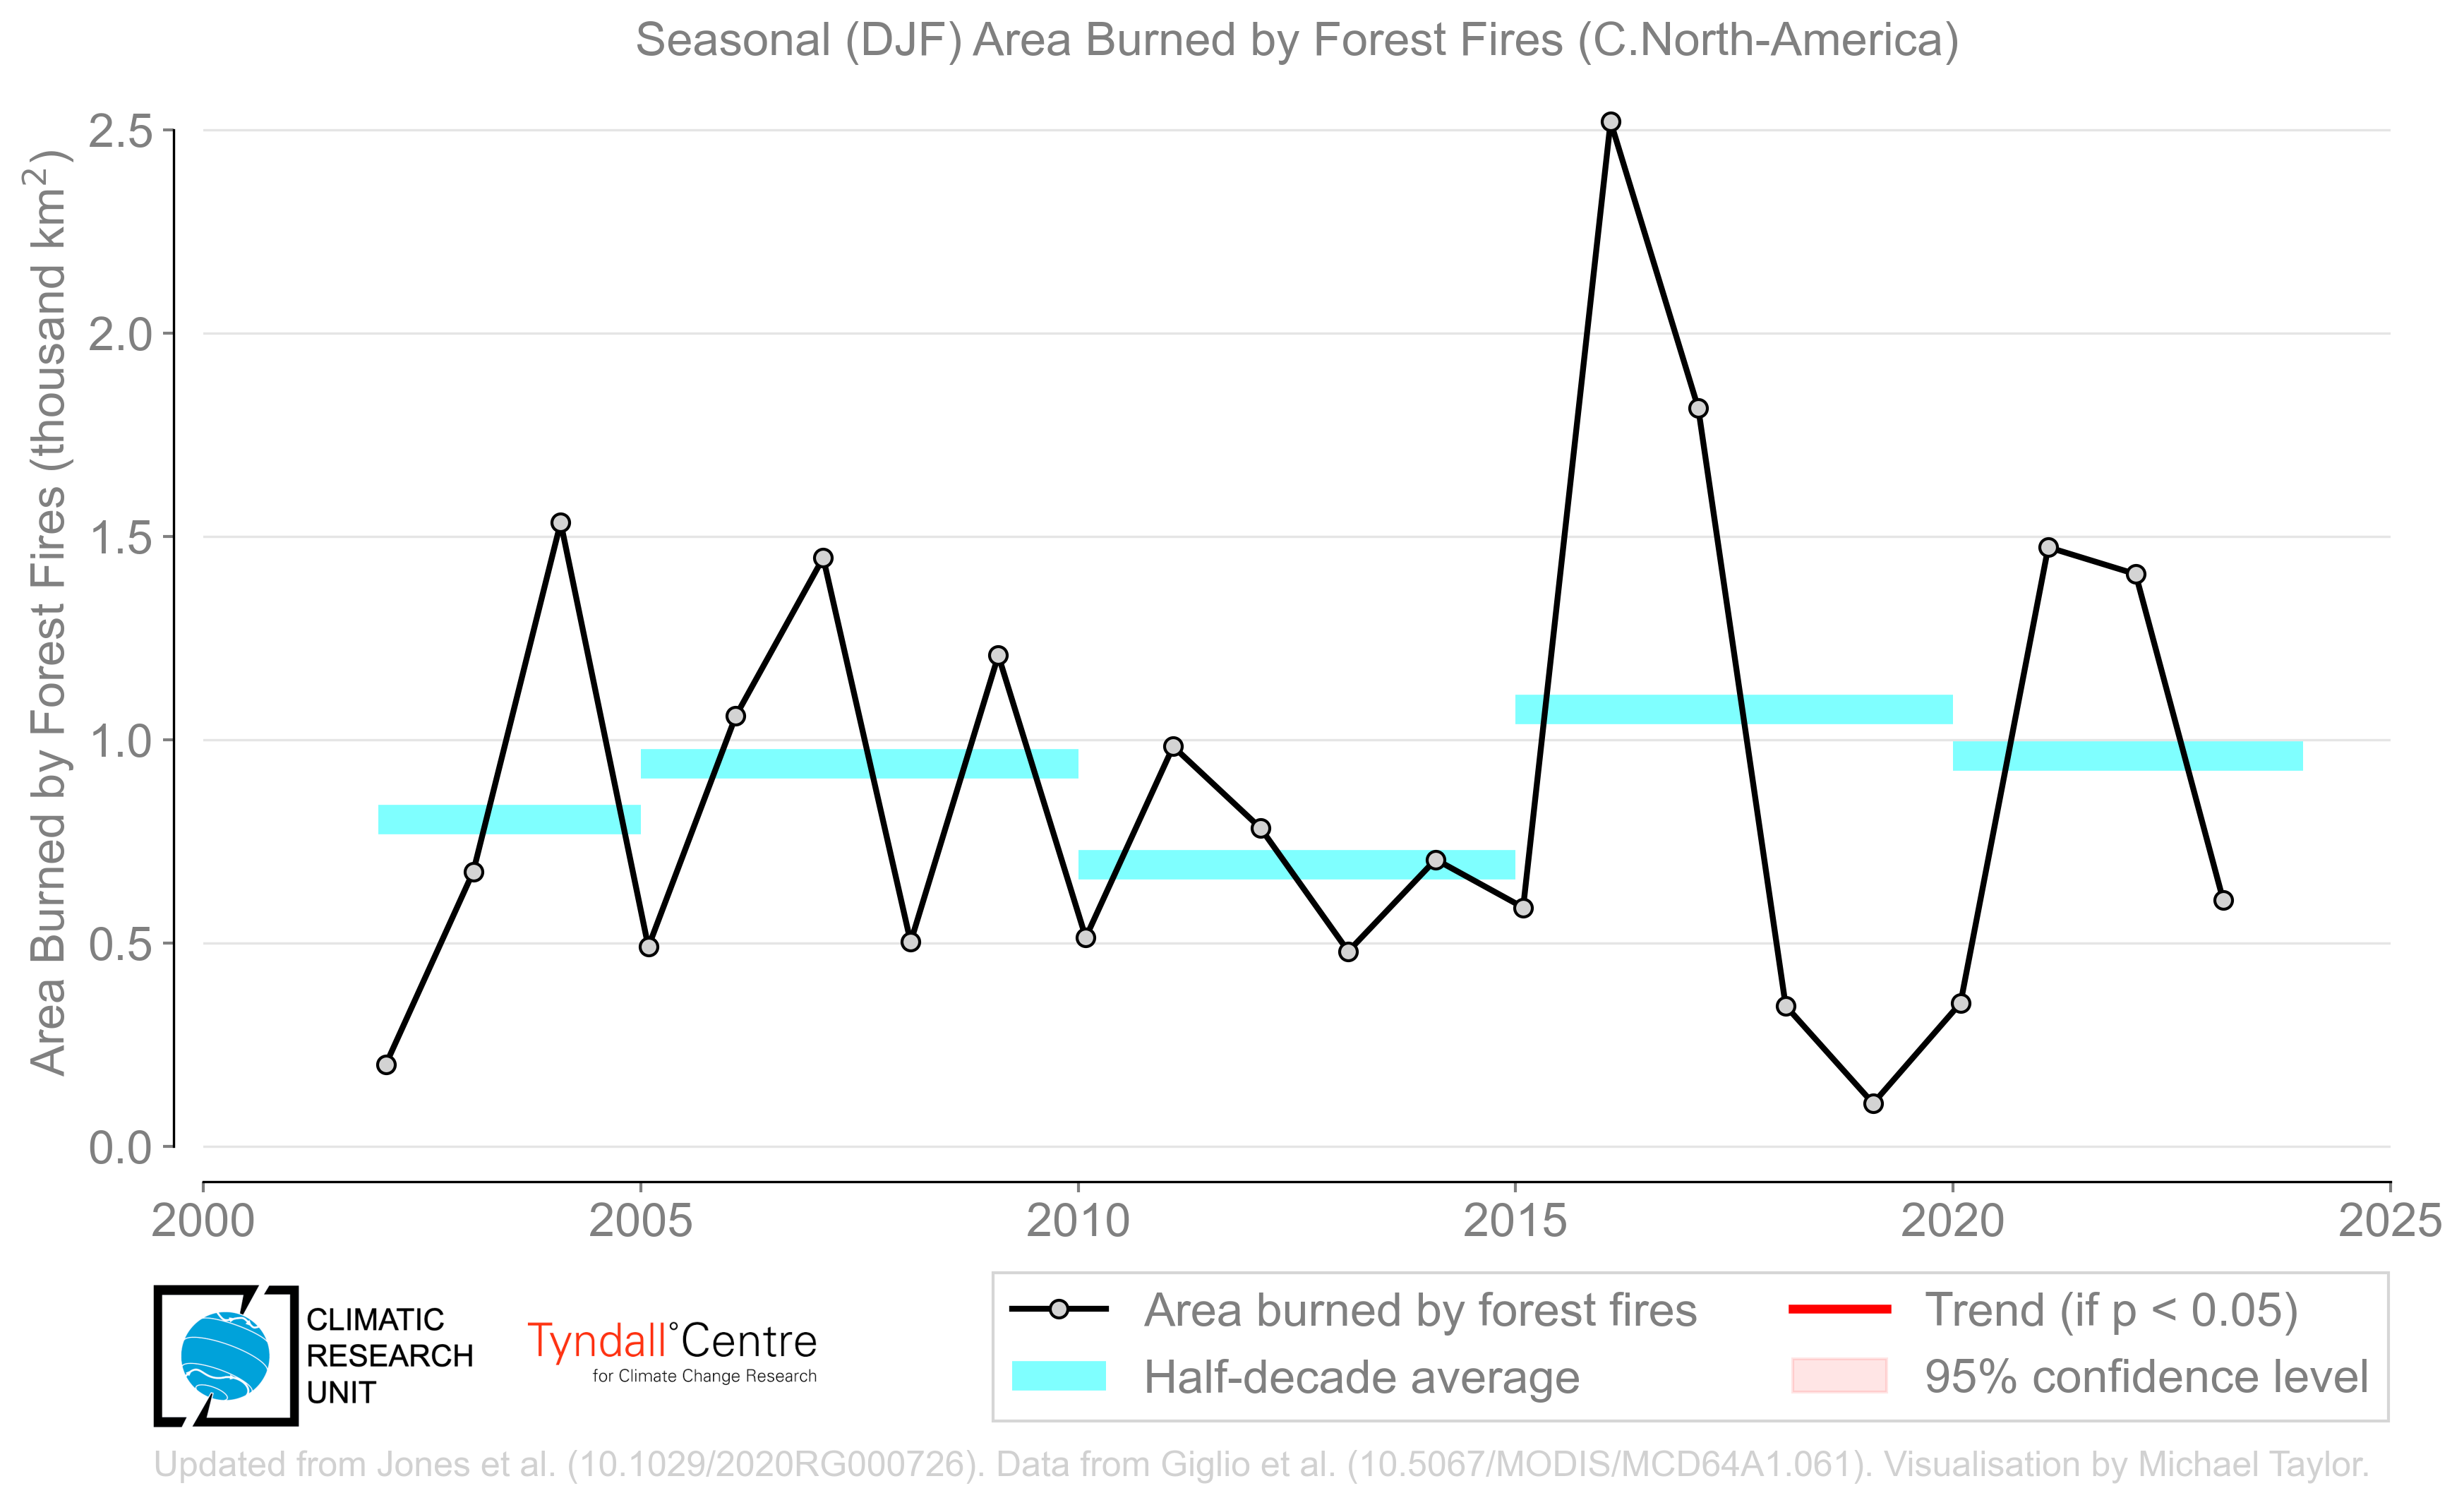 Seasonal (DJF) Area Burned by Forest Fires (C.North-America)
Area Burned by Forest Fires (thousand km²)
2.5
2.0
1.5
1.0
0.5
0.0
2000 2005 2010 2015 2020 2025
CLIMATIC
RESEARCH
UNIT
Tyndall°Centre
for Climate Change Research
Area burned by forest fires
Trend (if p < 0.05)
Half-decade average
95% confidence level
Updated from Jones et al. (10.1029/2020RG000726). Data from Giglio et al. (10.5067/MODIS/MCD64A1.061). Visualisation by Michael Taylor.